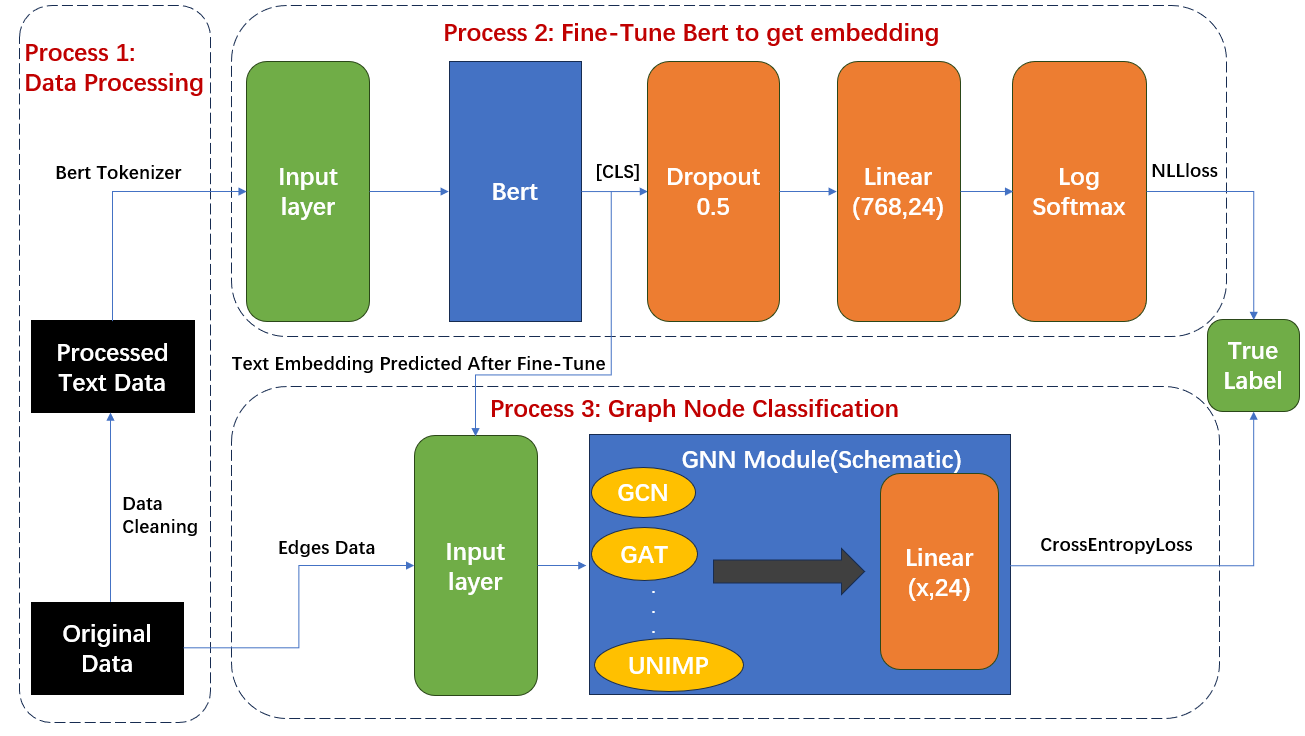 Process 1:
Data Processing
Bert Tokenizer
Processed
Text Data
Data
Cleaning
Original
Data
Process 2: Fine-Tune Bert to get embedding
Input
layer
Bert
[CLS]
Dropout
0.5
Linear
(768,24)
Log
Softmax
NLLloss
True
Label
Text Embedding Predicted After Fine-Tune
Process 3: Graph Node Classification
Edges Data
Input
layer
GNN Module(Schematic)
GCN
GAT
.
.
.
UNIMP
Linear
(x,24)
CrossEntropyLoss